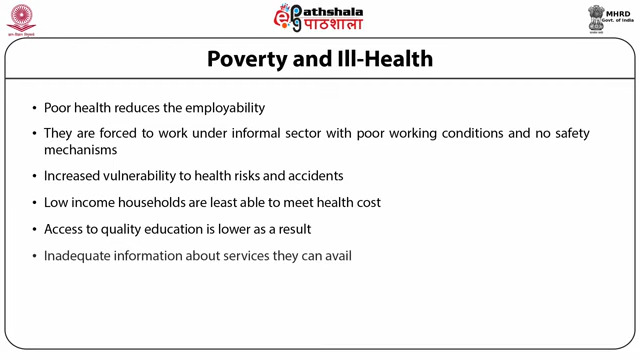 ePathshala
पाठशाला
MHRD
Govt. of India
Poverty and Ill-Health
• Poor health reduces the employability
• They are forced to work under informal sector with poor working conditions and no safety
mechanisms
• Increased vulnerability to health risks and accidents
• Low income households are least able to meet health cost
• Access to quality education is lower as a result
• Inadequate information about services they can avail